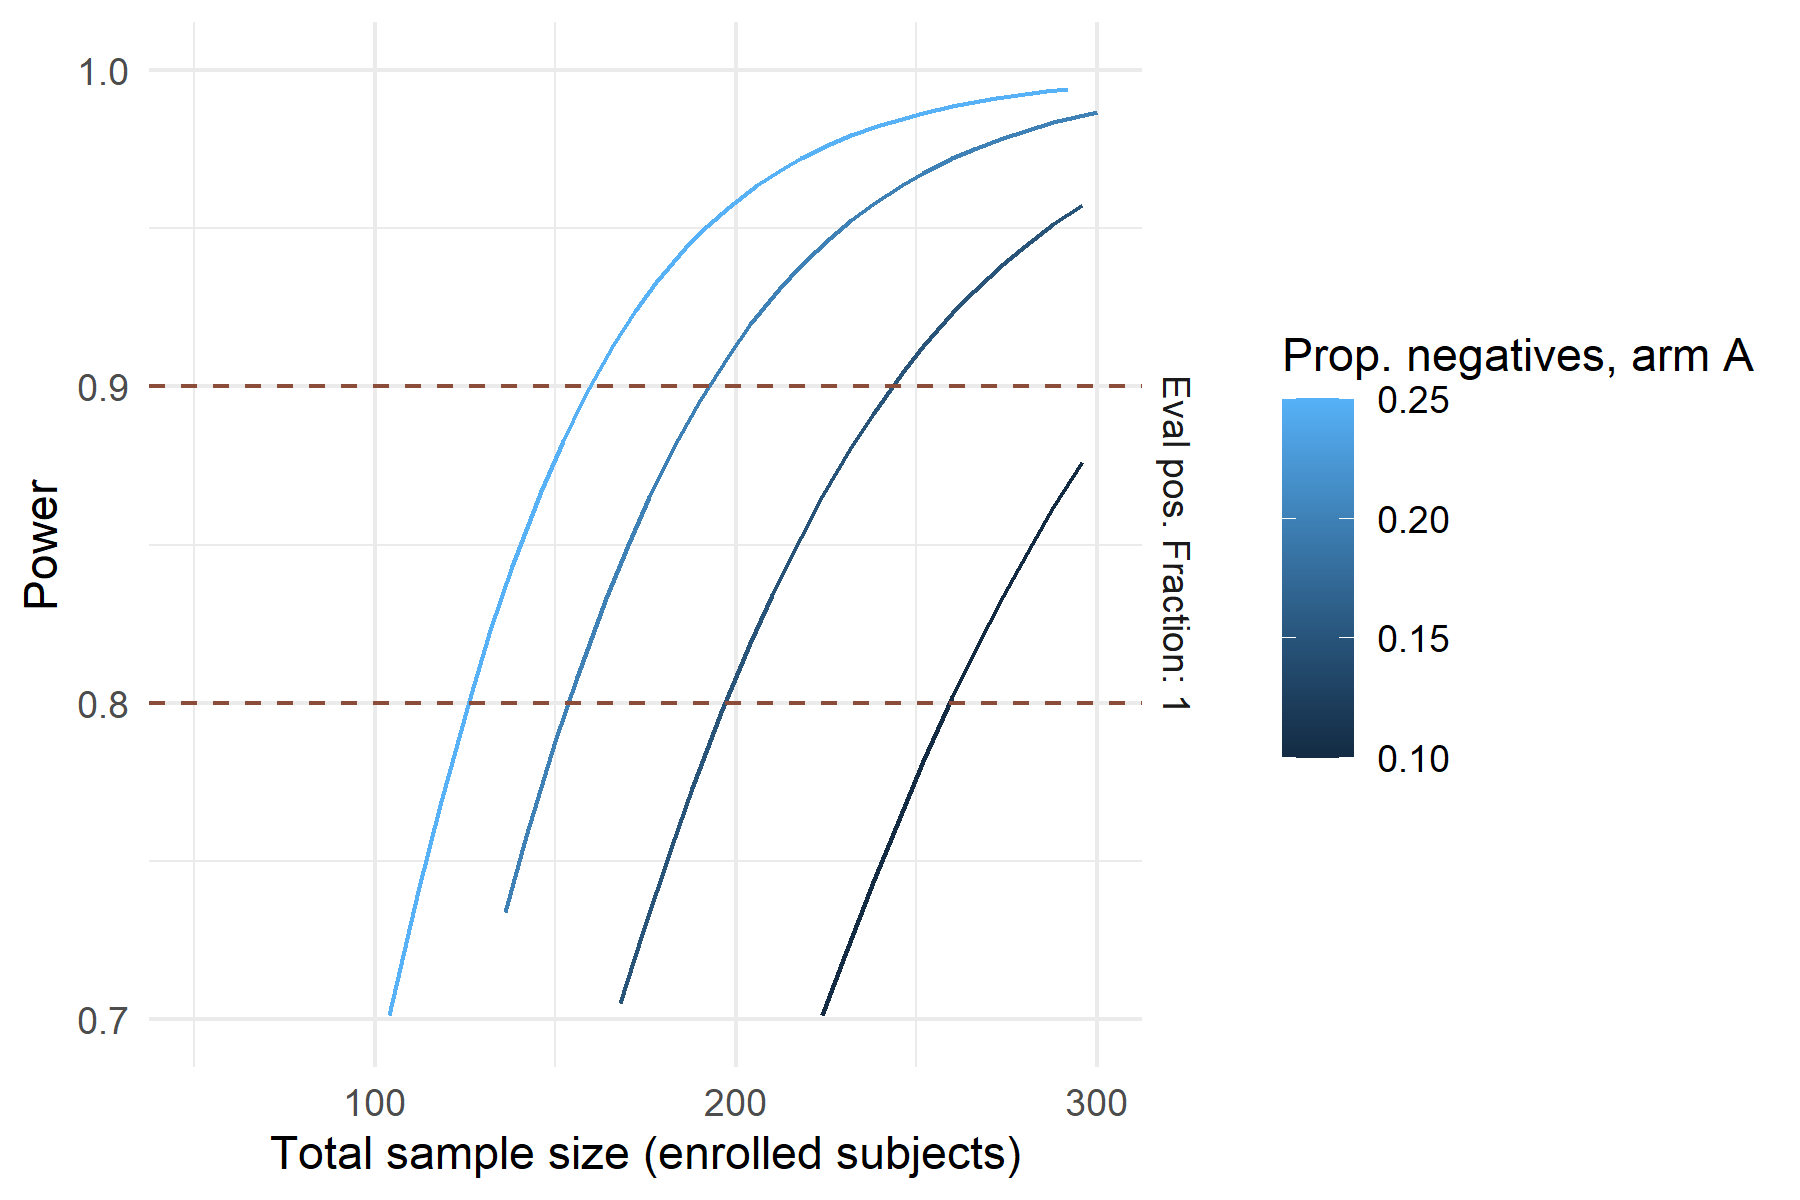 1.0
0.9
0.8
0.7
Power
100
200
300
Total sample size (enrolled subjects)
Eval pos. Fraction: 1
Prop. negatives, arm A
0.25
0.20
0.15
0.10